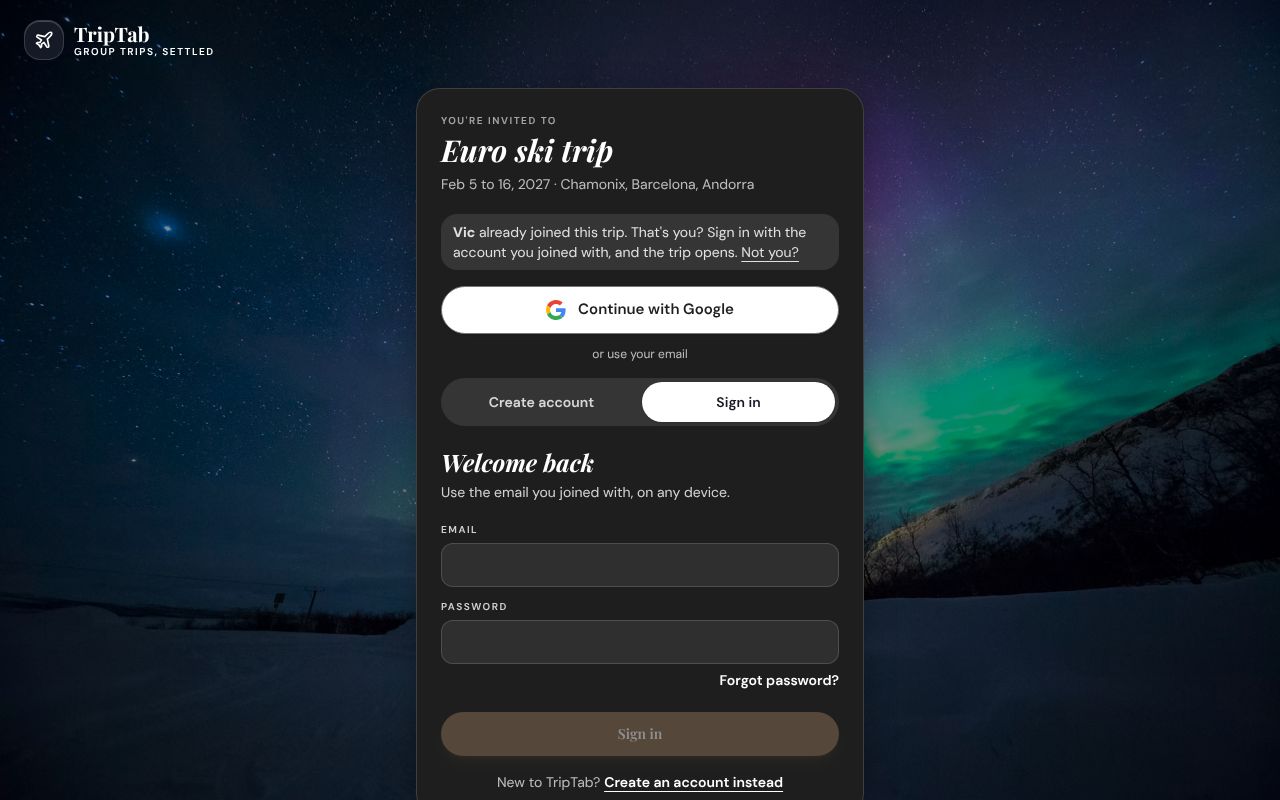 TripTab
GROUP TRIPS, SETTLED
YOU'RE INVITED TO
Euro ski trip
Feb 5 to 16, 2027 · Chamonix, Barcelona, Andorra
Vic already joined this trip. That's you? Sign in with the
account you joined with, and the trip opens. Not you?
Continue with Google
or use your email
Create account
Sign in
Welcome back
Use the email you joined with, on any device.
EMAIL
PASSWORD
Forgot password?
Sign in
New to TripTab? Create an account instead